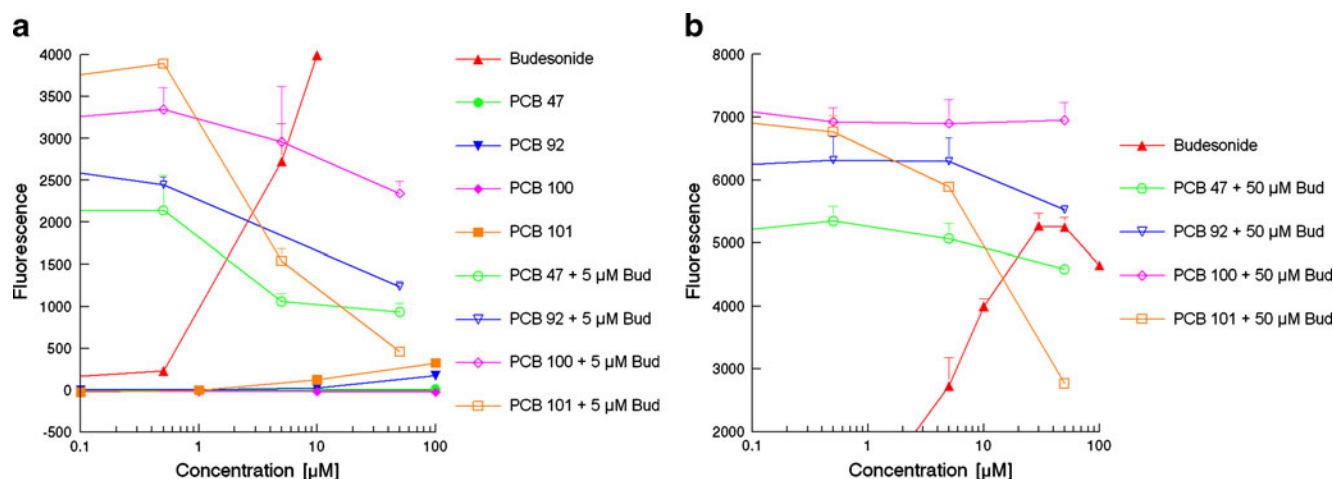 a
4000
3500
3000
2500
2000
1500
1000
500
0
-500
Fluorescence
0.1
1
10
100
Concentration [µM]
Budesonide
PCB 47
PCB 92
PCB 100
PCB 101
PCB 47 + 5 µM Bud
PCB 92 + 5 µM Bud
PCB 100 + 5 µM Bud
PCB 101 + 5 µM Bud
b
8000
7000
6000
5000
4000
3000
2000
Fluorescence
0.1
1
10
100
Concentration [µM]
Budesonide
PCB 47 + 50 µM Bud
PCB 92 + 50 µM Bud
PCB 100 + 50 µM Bud
PCB 101 + 50 µM Bud